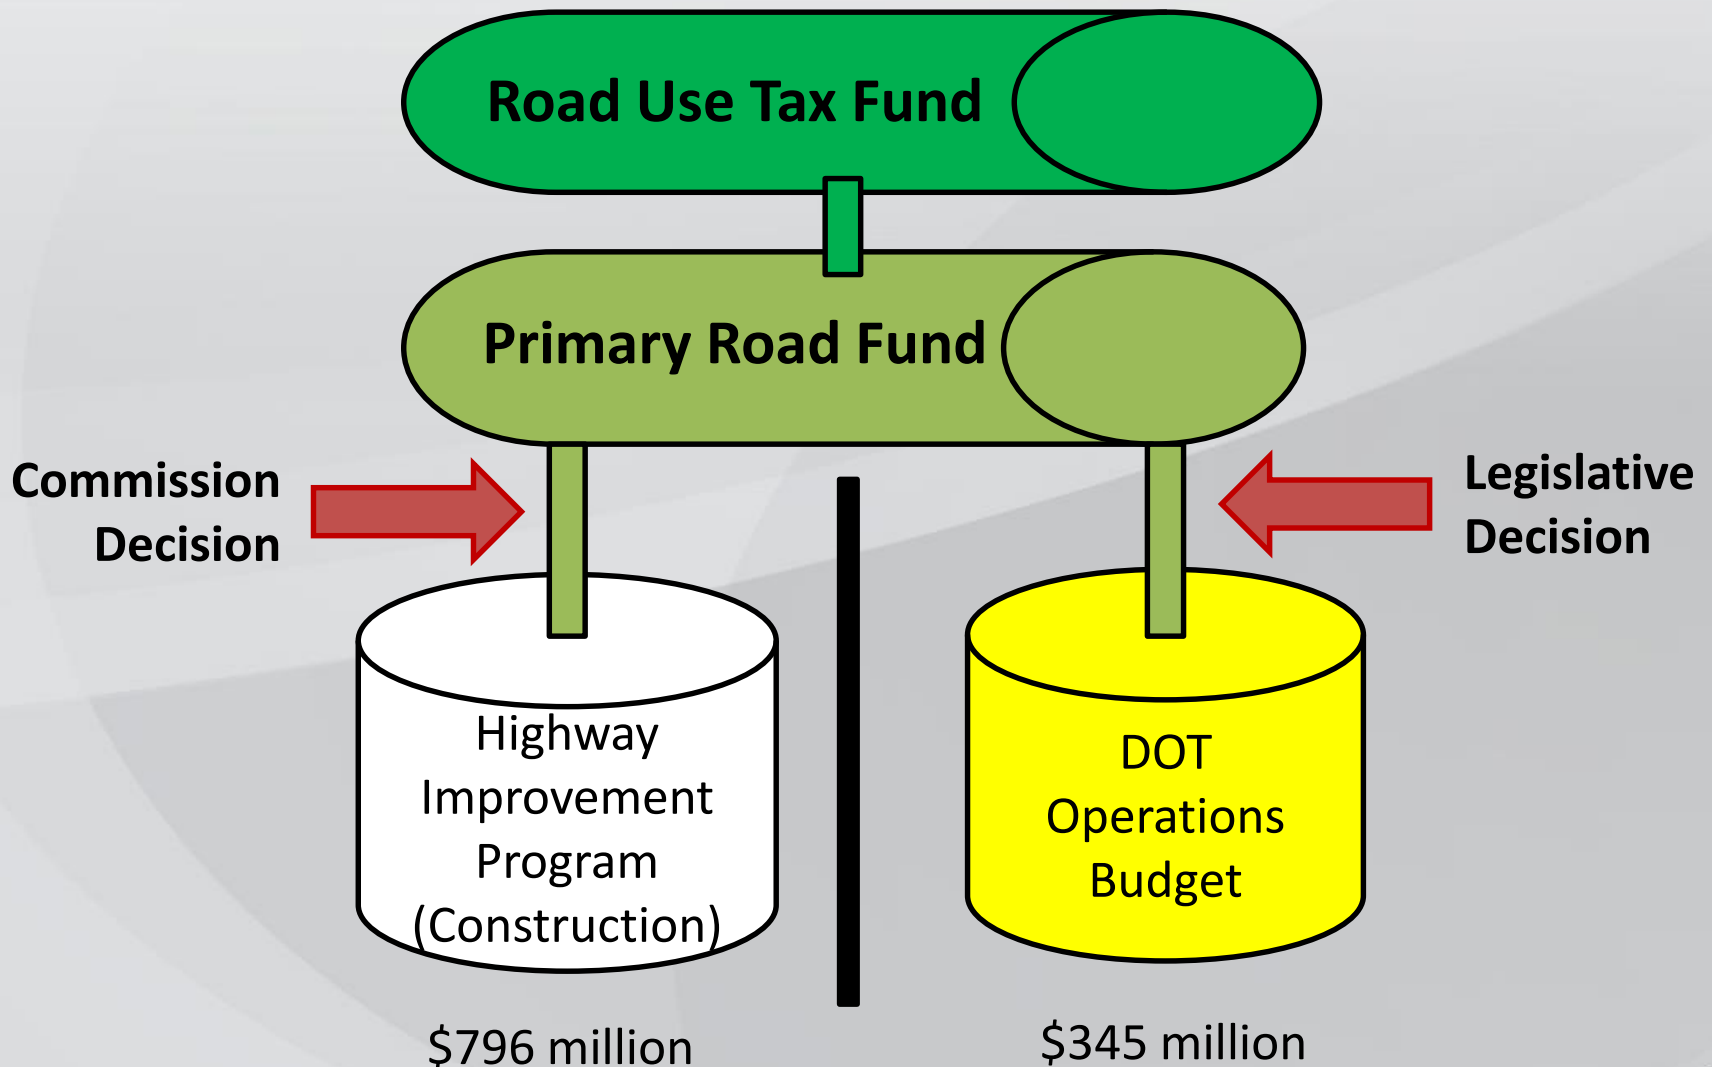 Road Use Tax Fund
Primary Road Fund
Commission
Decision
Legislative
Decision
Highway
Improvement
Program
(Construction)
DOT
Operations
Budget
$796 million
$345 million